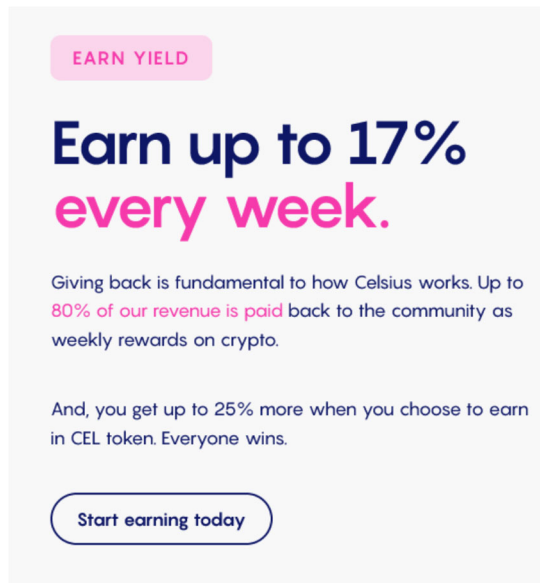 EARN YIELD
Earn up to 17%
every week.
Giving back is fundamental to how Celsius works. Up to
80% of our revenue is paid back to the community as
weekly rewards on crypto.
And, you get up to 25% more when you choose to earn
in CEL token. Everyone wins.
Start earning today